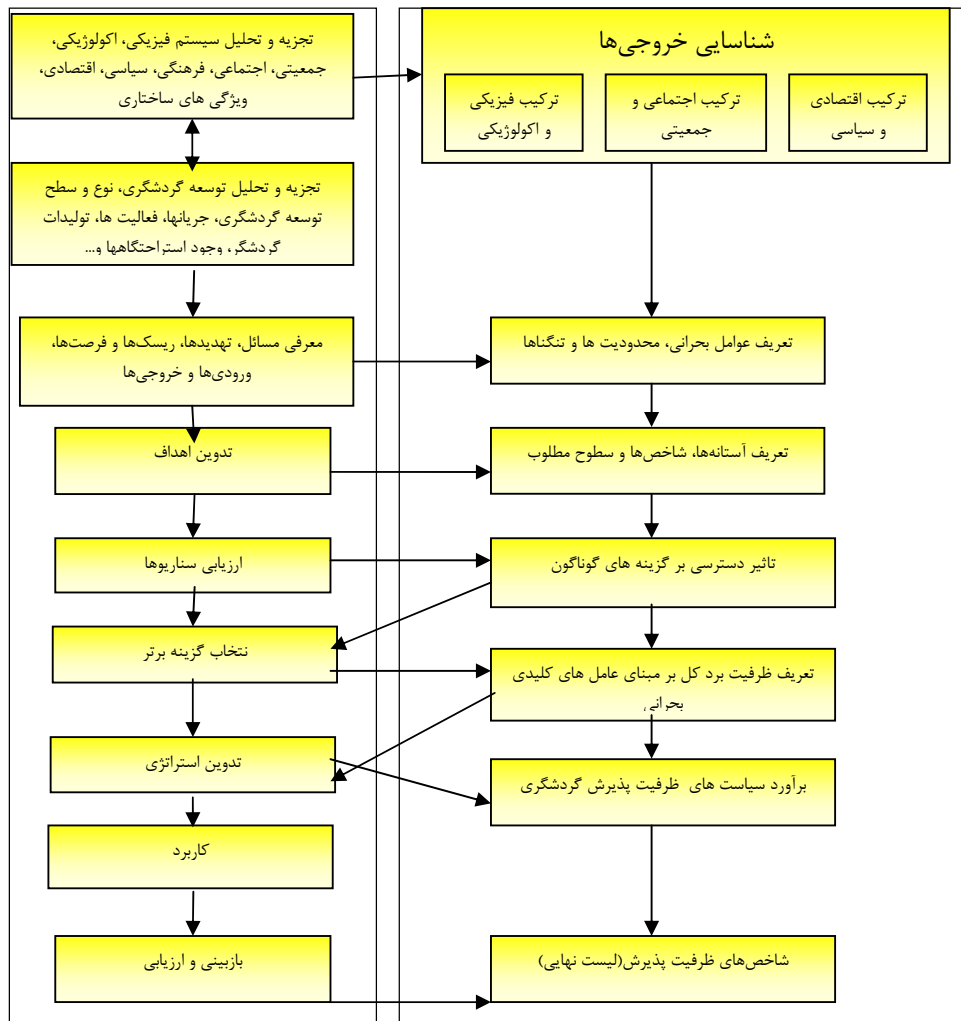 تجزیه و تحلیل سیستم فیزیکی، اکولوژیکی،
جمعیتی، اجتماعی، فرهنگی، سیاسی، اقتصادی،
ویژگی های ساختاری
شناسایی خروجی‌ها
ترکیب اقتصادی
و سیاسی
ترکیب اجتماعی و
جمعیتی
ترکیب فیزیکی
و اکولوژیکی
تجزیه و تحلیل توسعه گردشگری، نوع و سطح
توسعه گردشگری، جریانها، فعالیت ها، تولیدات
گردشگر، وجود استراحتگاهها و...
معرفی مسائل، تهدیدها، ریسک‌ها و فرصت‌ها،
ورودی‌ها و خروجی‌ها
تعریف عوامل بحرانی، محدودیت ها و تنگناها
تدوین اهداف
تعریف آستانه‌ها، شاخص‌ها و سطوح مطلوب
ارزیابی سناریوها
تاثیر دسترسی بر گزینه های گوناگون
نتخاب گزینه برتر
تعریف ظرفیت برد کل بر مبنای عامل های کلیدی
بحرانی
تدوین استراتژی
برآورد سیاست های ظرفیت پذیرش گردشگری
کاربرد
بازبینی و ارزیابی
شاخص‌های ظرفیت پذیرش(لیست نهایی)